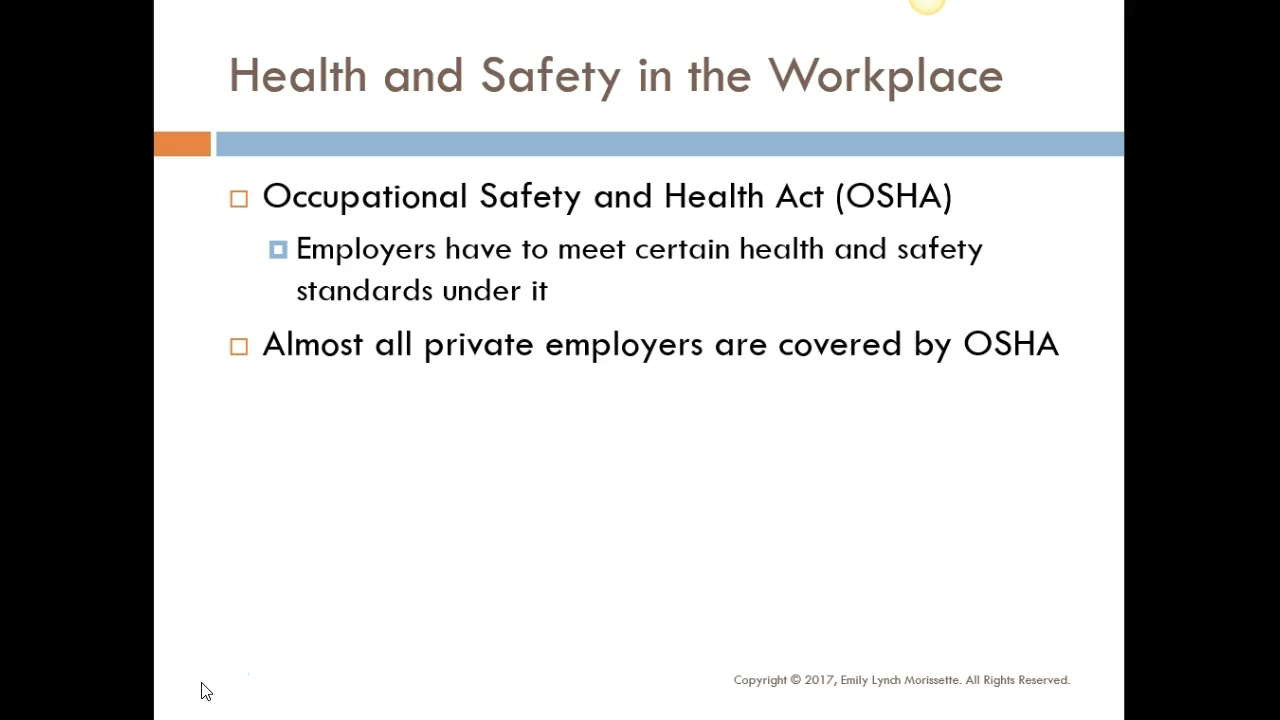 Health and Safety in the Workplace
Occupational Safety and Health Act (OSHA)
Employers have to meet certain health and safety
standards under it
Almost all private employers are covered by OSHA
Copyright © 2017, Emily Lynch Morissette. All Rights Reserved.